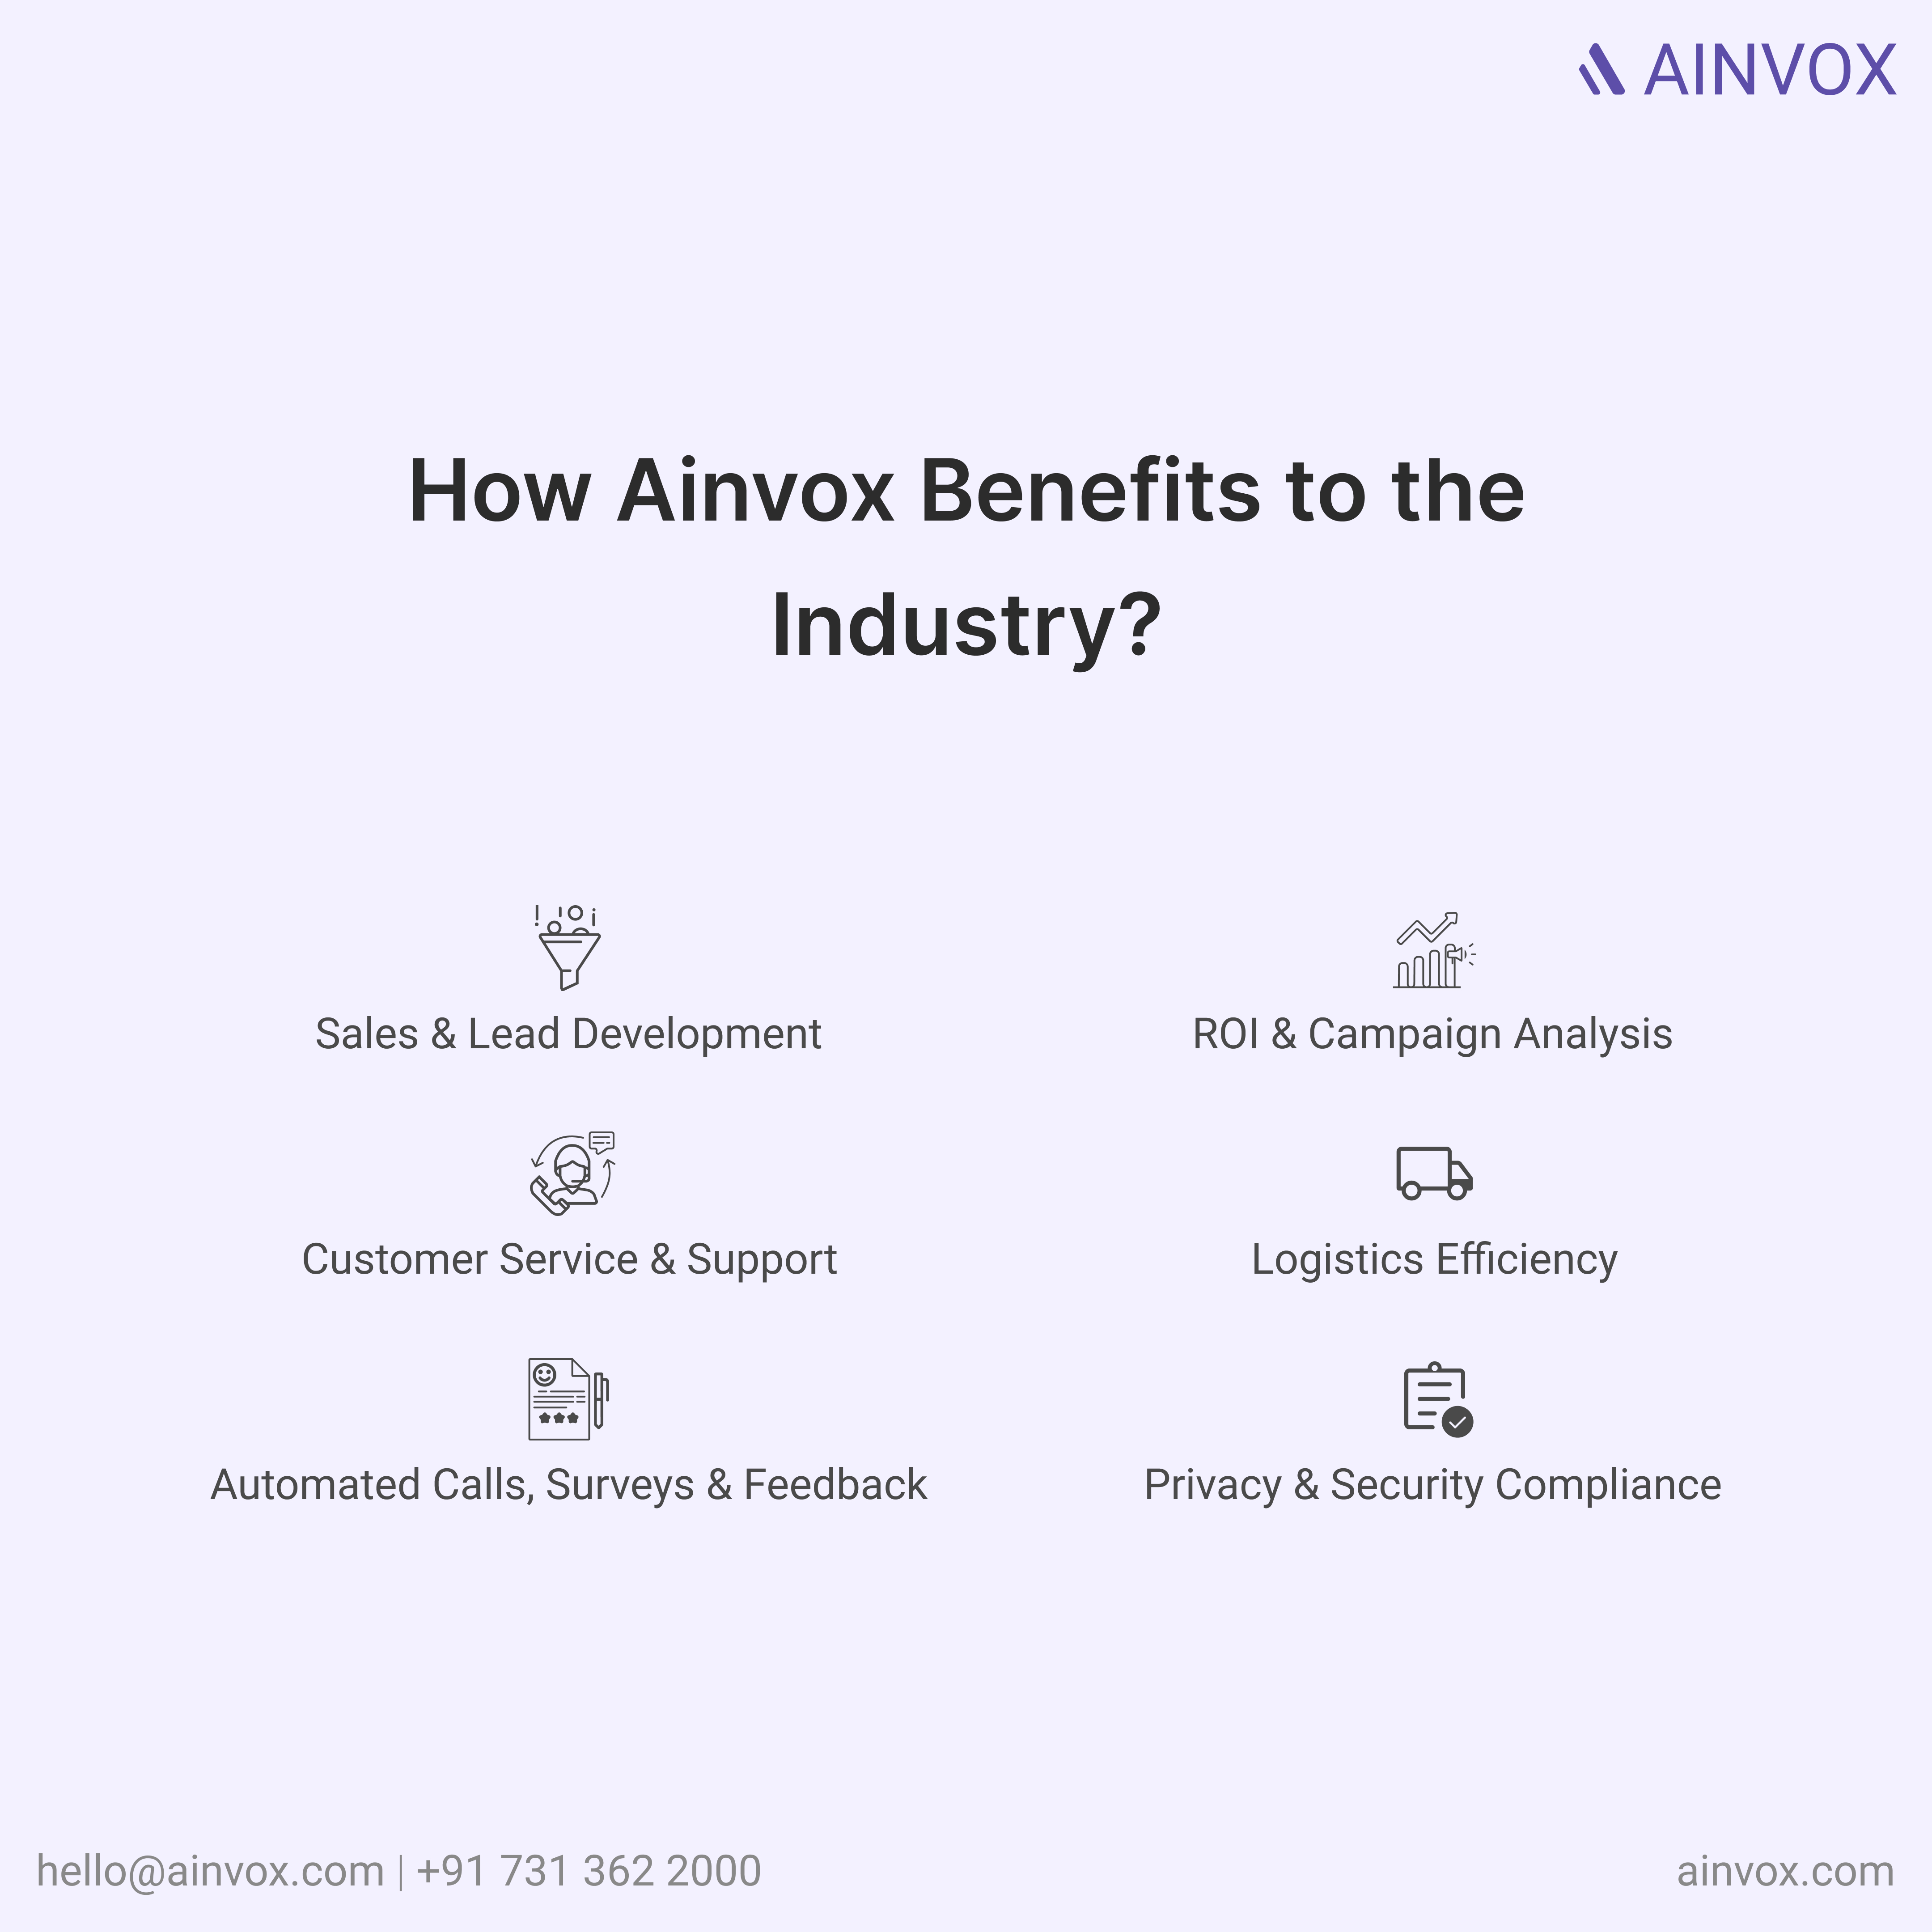 AINVOX
How Ainvox Benefits to the
Industry?
Sales & Lead Development
ROI & Campaign Analysis
Customer Service & Support
Logistics Efficiency
Automated Calls, Surveys & Feedback
Privacy & Security Compliance
hello@ainvox.com | +91 731 362 2000
ainvox.com